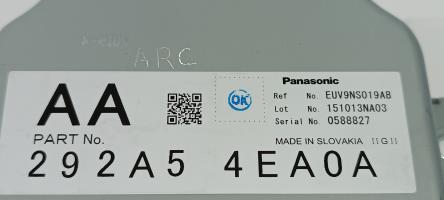 ARC
AA
PART No.
292A5 4EA0A
OK
Panasonic
Ref No. EUV9NS019AB
Lot No. 151013NA03
Serial No. 0588827
MADE IN SLOVAKIA